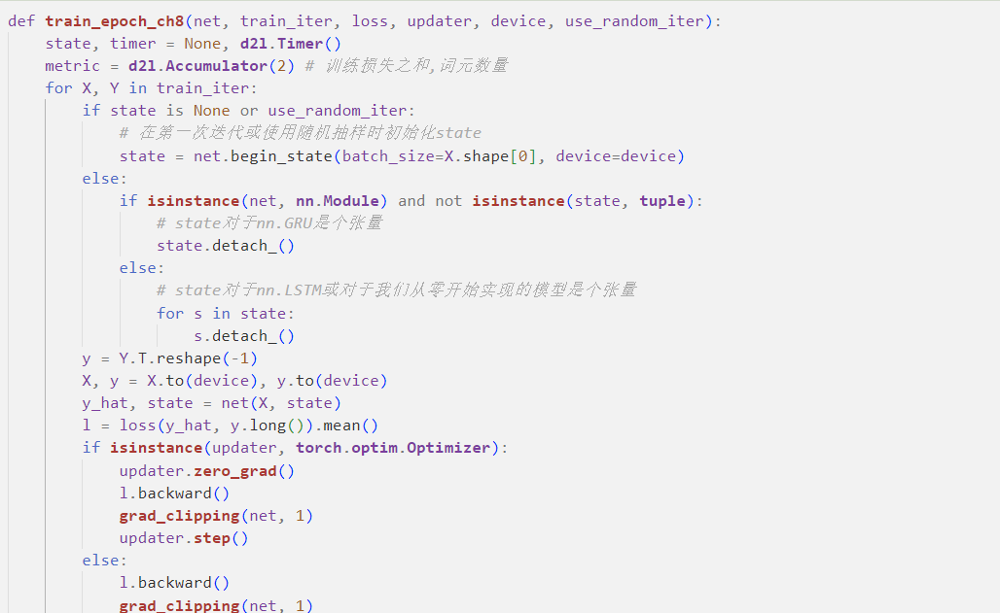 def train_epoch_ch8(net, train_iter, loss, updater, device, use_random_iter):
    state, timer = None, d2l.Timer()
    metric = d2l.Accumulator(2) # 训练损失之和,词元数量
    for X, Y in train_iter:
        if state is None or use_random_iter:
            # 在第一次迭代或使用随机抽样时初始化state
            state = net.begin_state(batch_size=X.shape[0], device=device)
        else:
            if isinstance(net, nn.Module) and not isinstance(state, tuple):
                # state对于nn.GRU是个张量
                state.detach_()
            else:
                # state对于nn.LSTM或对于我们从零开始实现的模型是个张量
                for s in state:
                    s.detach_()
        y = Y.T.reshape(-1)
        X, y = X.to(device), y.to(device)
        y_hat, state = net(X, state)
        l = loss(y_hat, y.long()).mean()
        if isinstance(updater, torch.optim.Optimizer):
            updater.zero_grad()
            l.backward()
            grad_clipping(net, 1)
            updater.step()
        else:
            l.backward()
            grad_clipping(net, 1)